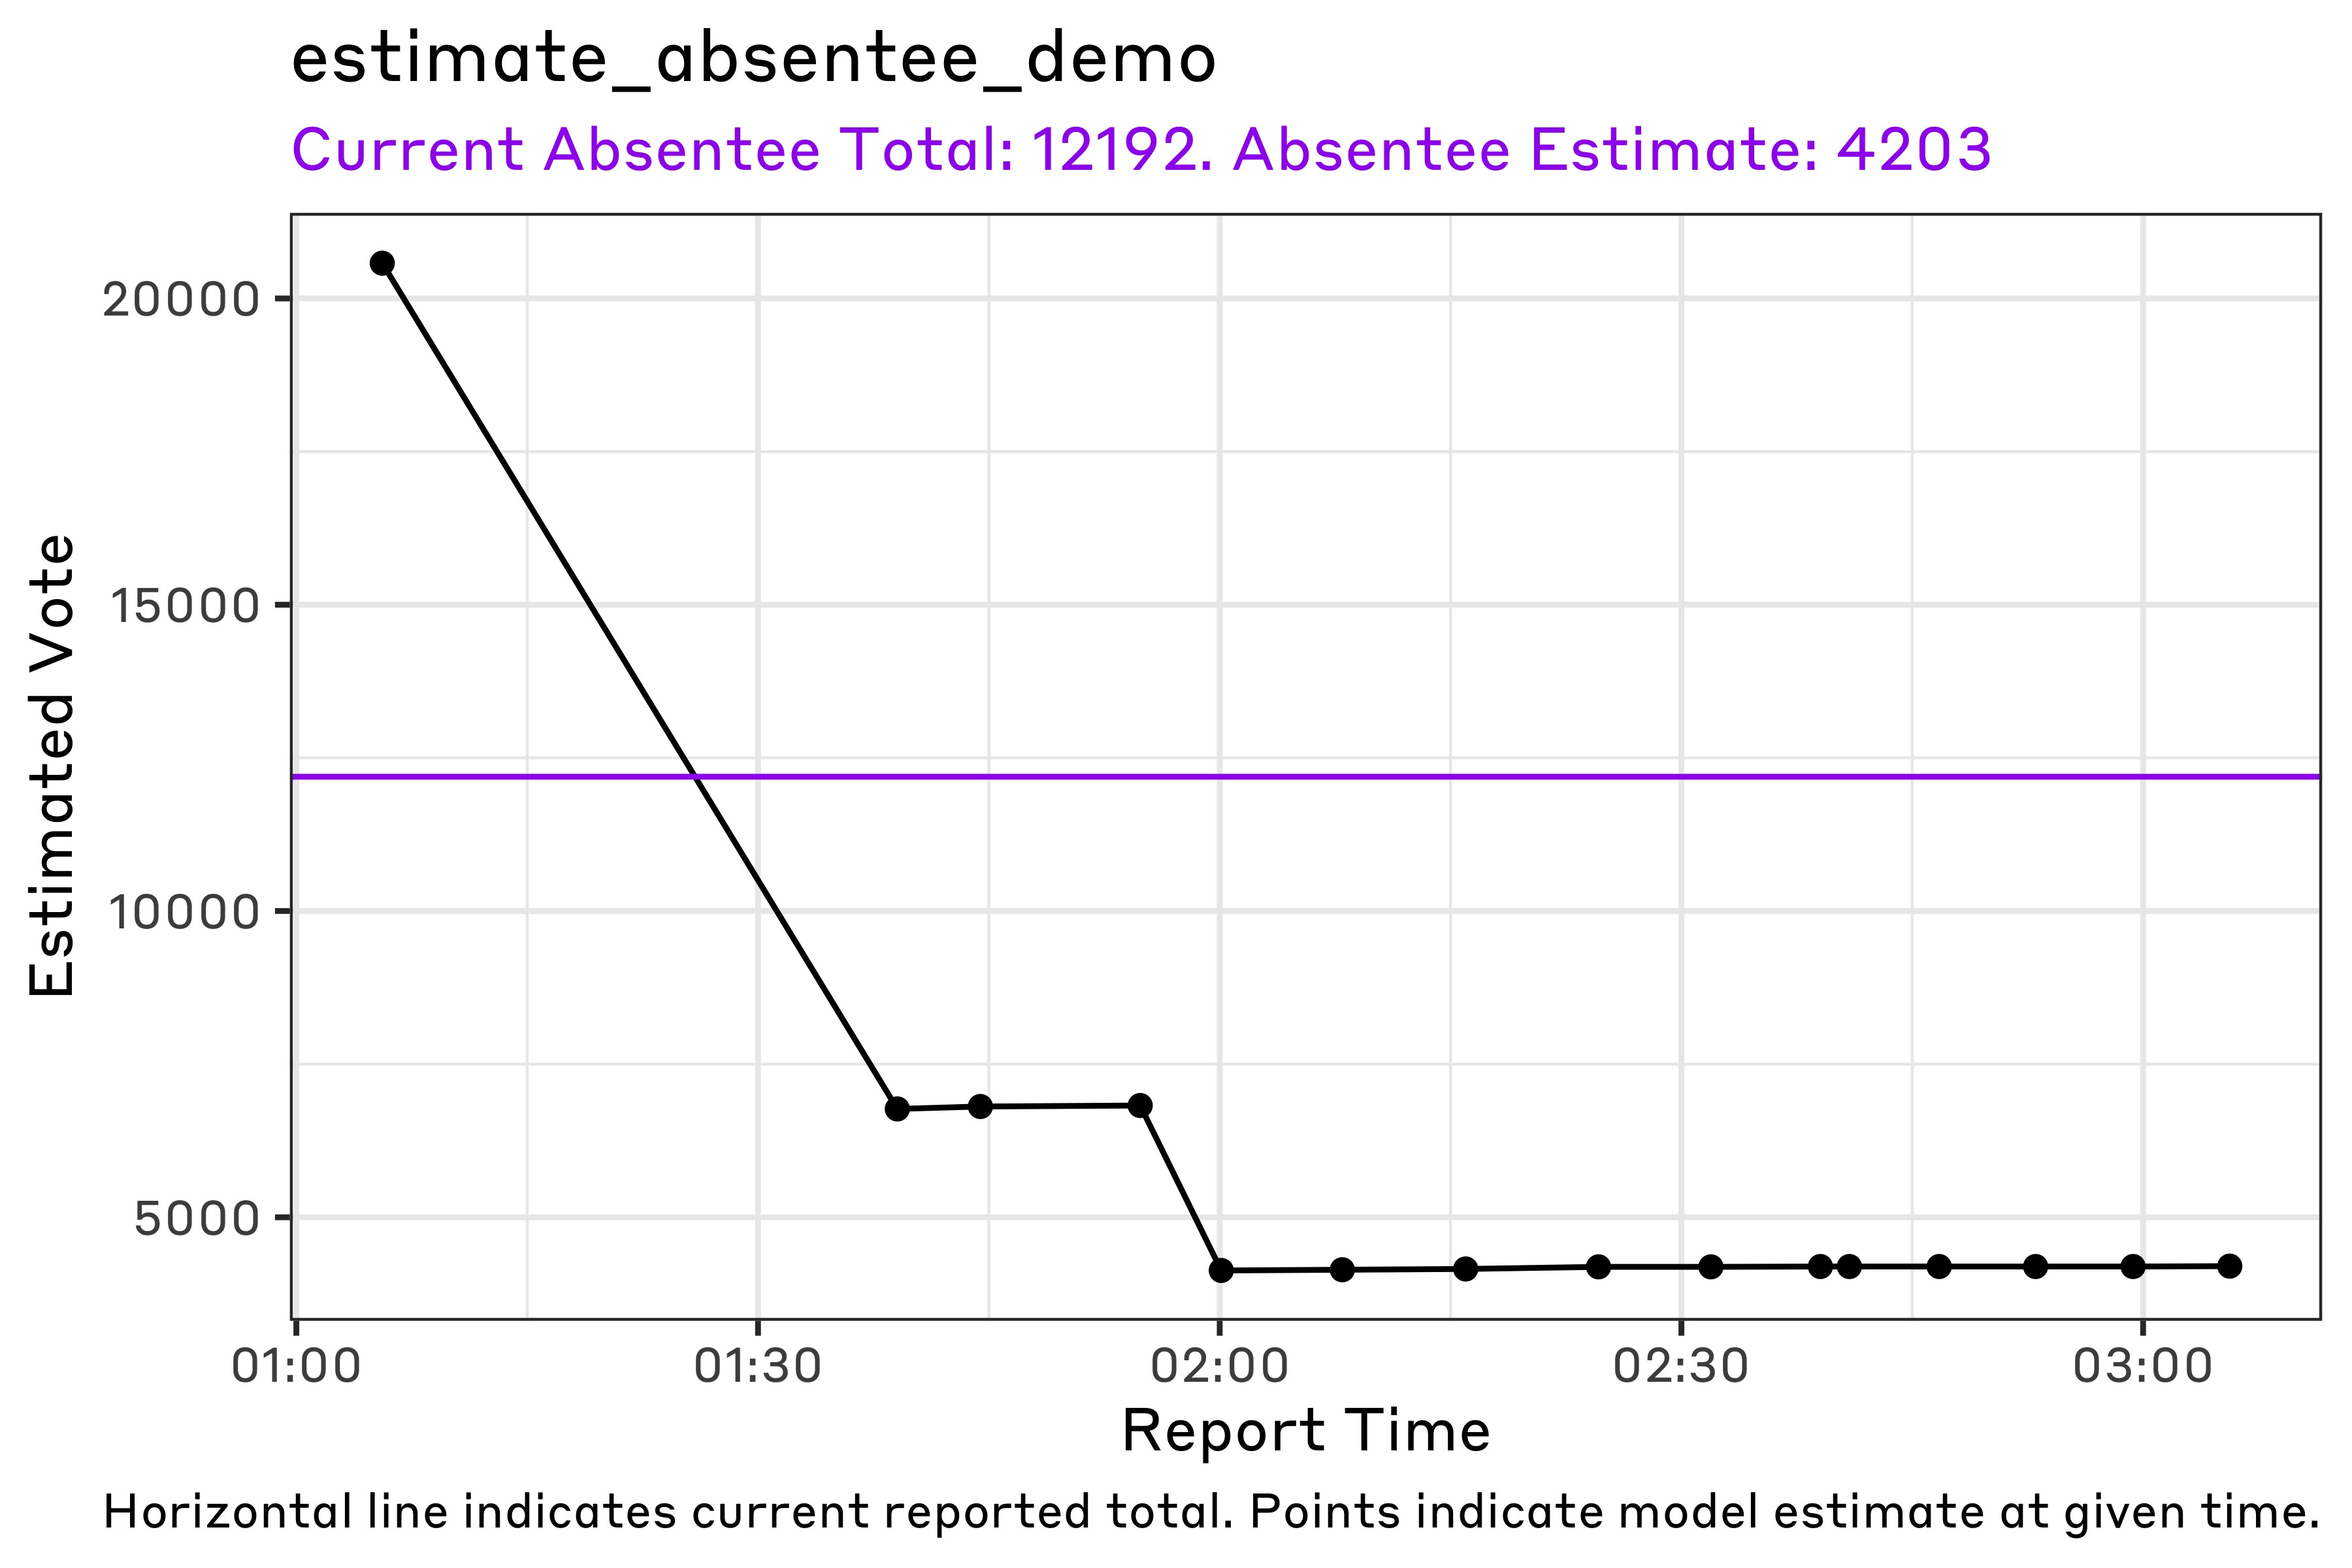 estimate_absentee_demo
Current Absentee Total: 12192. Absentee Estimate: 4203
Estimated Vote
20000
15000
10000
5000
01:00 01:30 02:00 02:30 03:00
Report Time
Horizontal line indicates current reported total. Points indicate model estimate at given time.